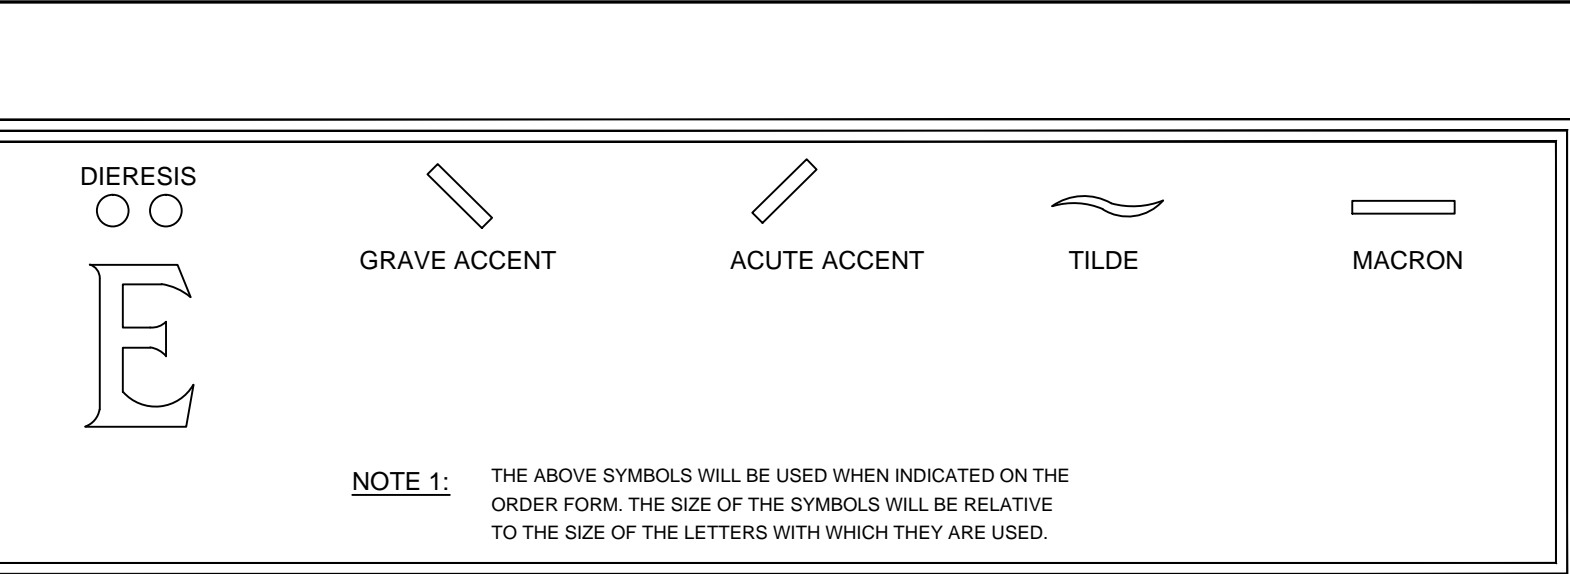 DIERESIS
E
GRAVE ACCENT
ACUTE ACCENT
TILDE
MACRON
NOTE 1: THE ABOVE SYMBOLS WILL BE USED WHEN INDICATED ON THE
ORDER FORM. THE SIZE OF THE SYMBOLS WILL BE RELATIVE
TO THE SIZE OF THE LETTERS WITH WHICH THEY ARE USED.